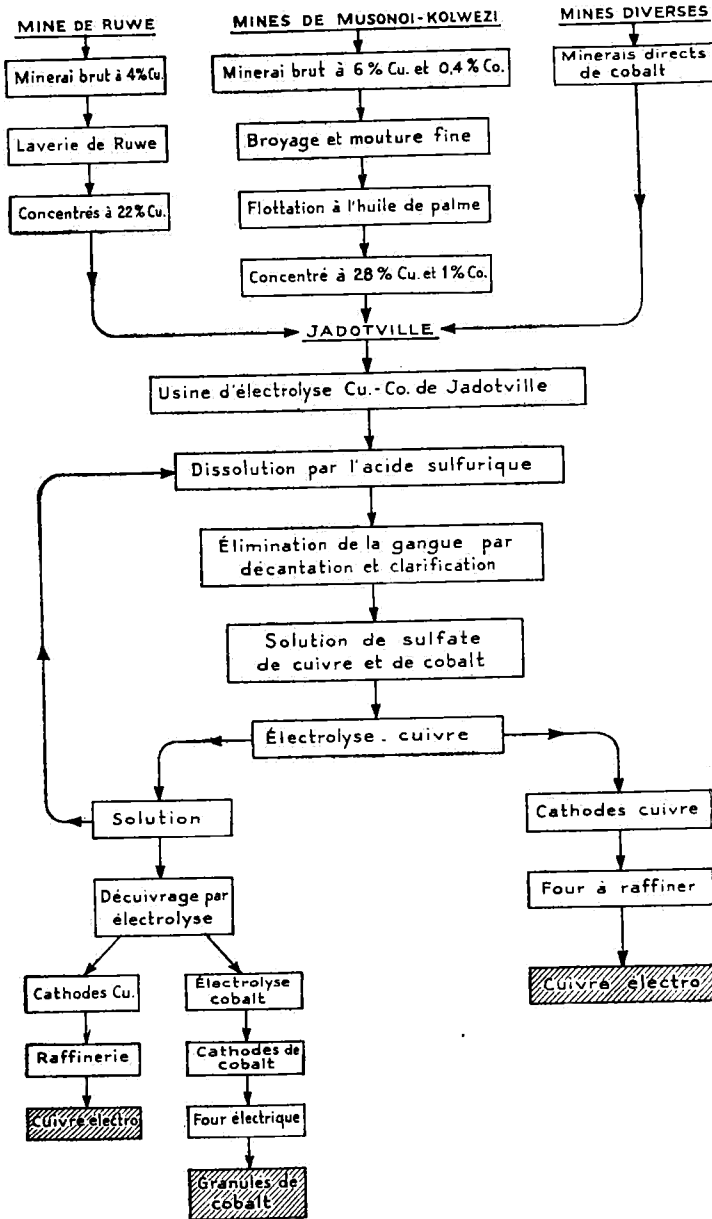 MINE DE RUWE
Minerai brut à 4% Cu.
Laverie de Ruwe
Concentrés à 22% Cu.
MINES DE MUSONOI-KOLWEZI
Minerai brut à 6 % Cu. et 0,4 % Co.
Broyage et mouture fine
Flottation à l'huile de palme
Concentré à 28 % Cu. et 1 % Co.
MINES DIVERSES
Minerais directs
de cobalt
JADOTVILLE
Usine d'électrolyse Cu.-Co. de Jadotville
Dissolution par l'acide sulfurique
Élimination de la gangue par
décantation et clarification
Solution de sulfate
de cuivre et de cobalt
Électrolyse - cuivre
Solution
Décuivrage par
électrolyse
Cathodes Cu.
Raffinerie
Cuivre électro
Électrolyse
cobalt
Cathodes de
cobalt
Four électrique
Granules de
cobalt
Cathodes cuivre
Four à raffiner
Cuivre électro